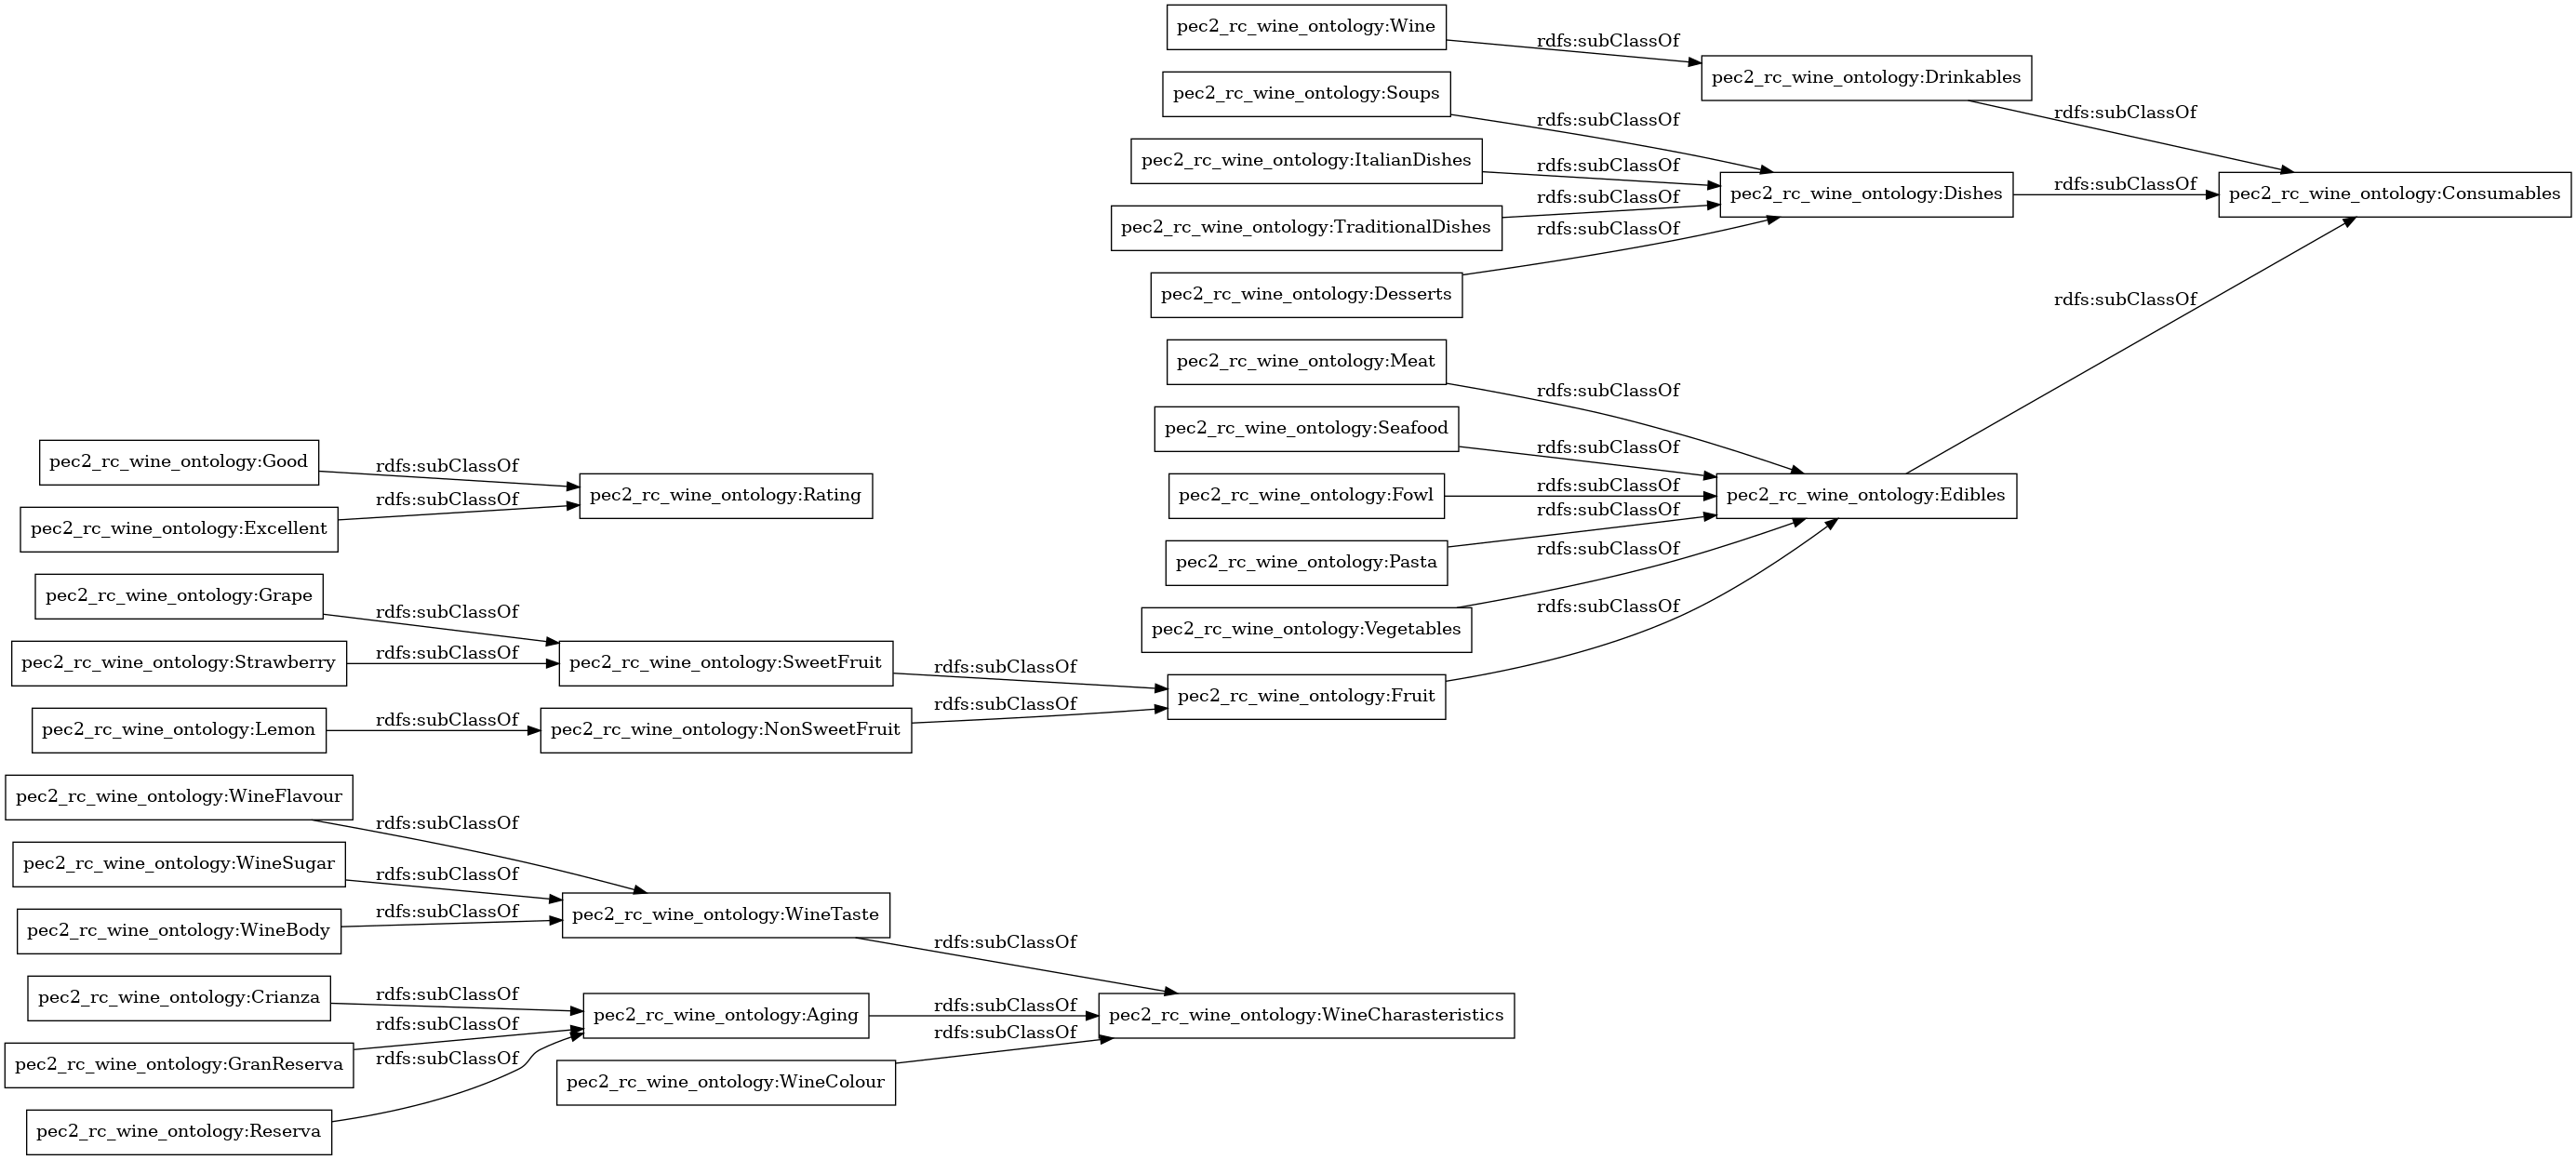 pec2_rc_wine_ontology:Wine
rdfs:subClassOf
pec2_rc_wine_ontology:Drinkables
pec2_rc_wine_ontology:Soups
rdfs:subClassOf
rdfs:subClassOf
pec2_rc_wine_ontology:ItalianDishes
rdfs:subClassOf
pec2_rc_wine_ontology:Dishes
rdfs:subClassOf
pec2_rc_wine_ontology:Consumables
pec2_rc_wine_ontology:TraditionalDishes
rdfs:subClassOf
rdfs:subClassOf
pec2_rc_wine_ontology:Desserts
rdfs:subClassOf
pec2_rc_wine_ontology:Meat
rdfs:subClassOf
pec2_rc_wine_ontology:Seafood
rdfs:subClassOf
pec2_rc_wine_ontology:Fowl
rdfs:subClassOf
pec2_rc_wine_ontology:Edibles
rdfs:subClassOf
pec2_rc_wine_ontology:Pasta
rdfs:subClassOf
pec2_rc_wine_ontology:Vegetables
rdfs:subClassOf
pec2_rc_wine_ontology:Good
rdfs:subClassOf
pec2_rc_wine_ontology:Rating
pec2_rc_wine_ontology:Excellent
rdfs:subClassOf
pec2_rc_wine_ontology:Grape
rdfs:subClassOf
pec2_rc_wine_ontology:Strawberry
rdfs:subClassOf
pec2_rc_wine_ontology:SweetFruit
rdfs:subClassOf
pec2_rc_wine_ontology:Fruit
pec2_rc_wine_ontology:Lemon
rdfs:subClassOf
pec2_rc_wine_ontology:NonSweetFruit
rdfs:subClassOf
pec2_rc_wine_ontology:WineFlavour
rdfs:subClassOf
pec2_rc_wine_ontology:WineSugar
rdfs:subClassOf
pec2_rc_wine_ontology:WineBody
rdfs:subClassOf
pec2_rc_wine_ontology:WineTaste
rdfs:subClassOf
pec2_rc_wine_ontology:Crianza
rdfs:subClassOf
pec2_rc_wine_ontology:Aging
rdfs:subClassOf
pec2_rc_wine_ontology:WineCharasteristics
pec2_rc_wine_ontology:GranReserva
rdfs:subClassOf
rdfs:subClassOf
pec2_rc_wine_ontology:WineColour
rdfs:subClassOf
pec2_rc_wine_ontology:Reserva